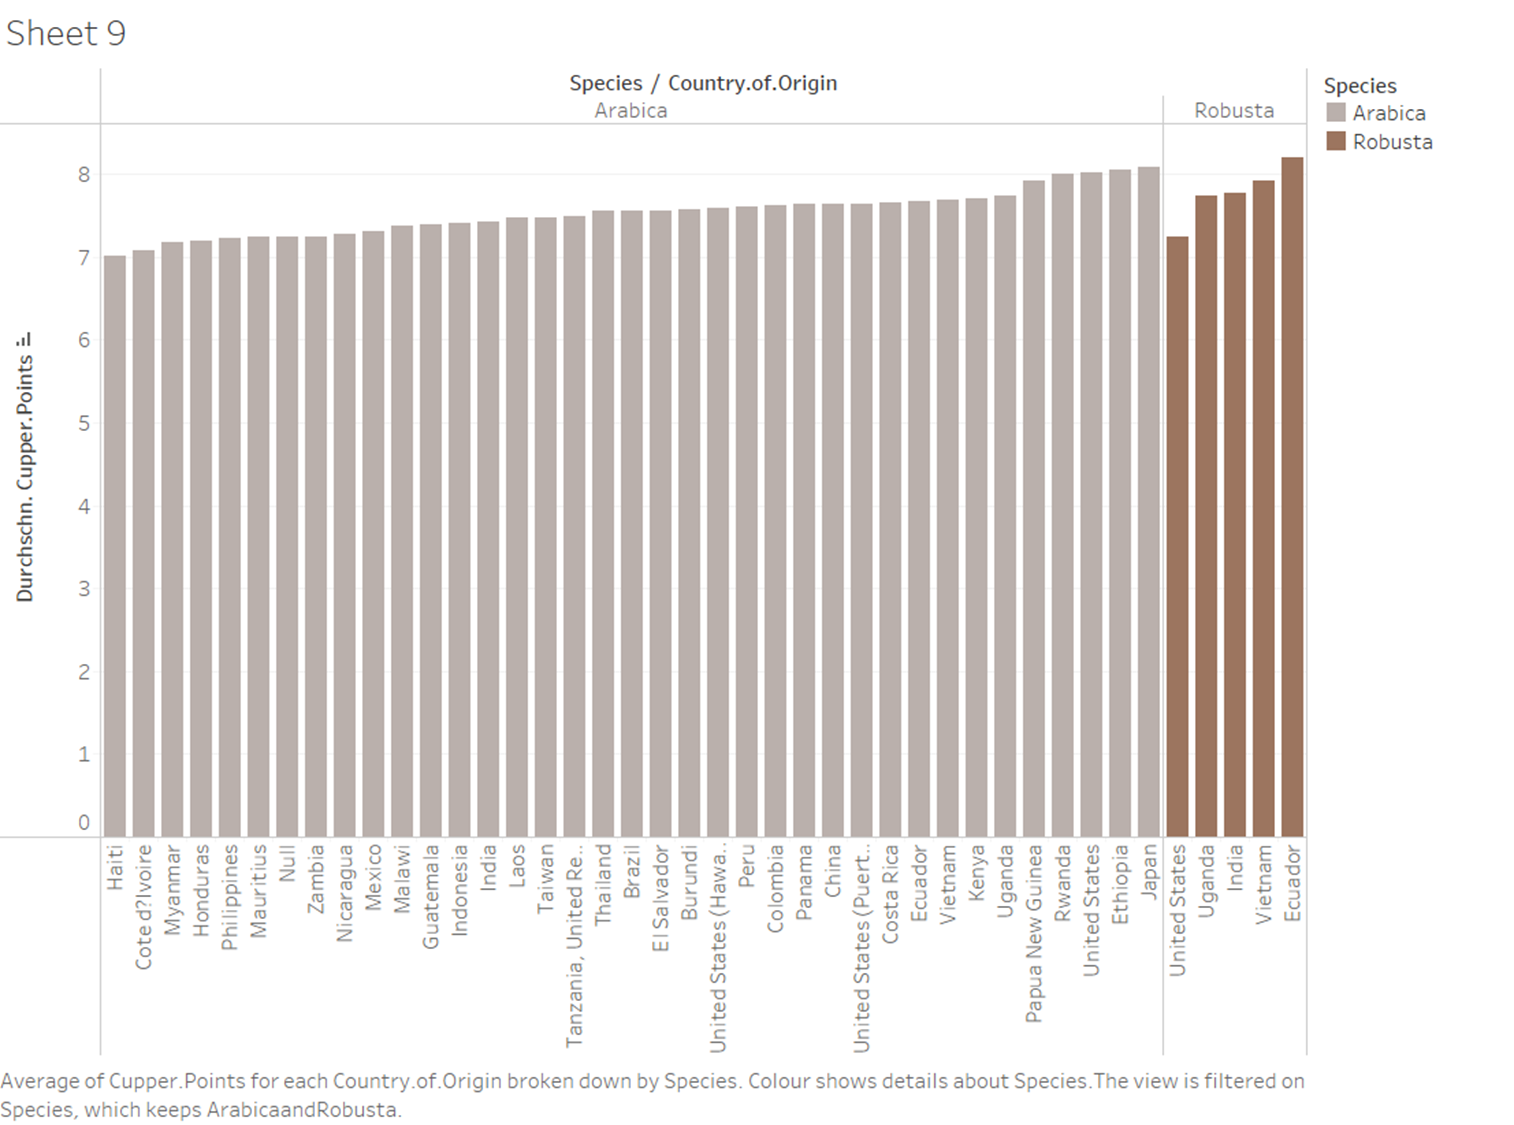 Sheet 9
Species / Country.of.Origin
Arabica
Robusta
Species
Arabica
Robusta
Durchschn. Cupper.Points
8
7
6
5
4
3
2
1
0
Haiti
Cote d?Ivoire
Myanmar
Honduras
Philippines
Mauritius
Null
Zambia
Nicaragua
Mexico
Malawi
Guatemala
Indonesia
India
Laos
Taiwan
Tanzania, United Re..
Thailand
Brazil
El Salvador
Burundi
United States (Hawa..
Peru
Colombia
Panama
China
United States (Puert..
Costa Rica
Ecuador
Vietnam
Kenya
Uganda
Papua New Guinea
Rwanda
United States
Ethiopia
Japan
United States
Uganda
India
Vietnam
Ecuador
Average of Cupper.Points for each Country.of.Origin broken down by Species. Colour shows details about Species.The view is filtered on
Species, which keeps ArabicaandRobusta.